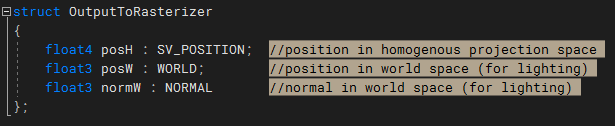 struct OutputToRasterizer
{
float4 posH : SV_POSITION; //position in homogenous projection space
float3 posW : WORLD; //position in world space (for lighting)
float3 normW : NORMAL //normal in world space (for lighting)
};